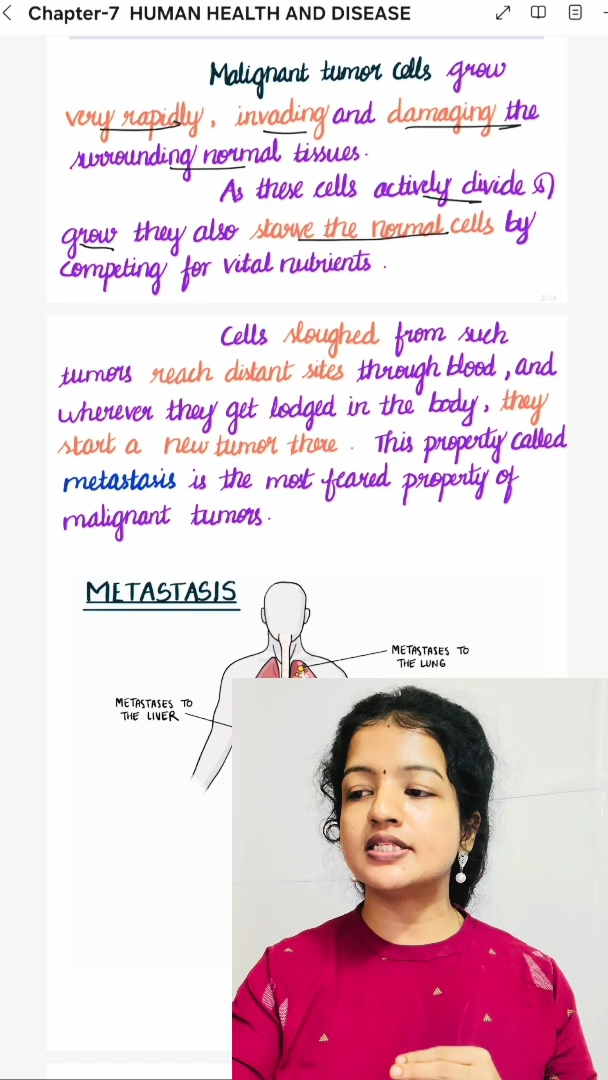 Chapter-7 HUMAN HEALTH AND DISEASE
Malignant tumor cells grow
very rapidly, invading and damaging the
surrounding normal tissues.
As these cells actively divide &
grow they also starve the normal cells by
competing for vital nutrients.
2/14
Cells sloughed from such
tumors reach distant sites through blood, and
wherever they get lodged in the body, they
start a new tumor there. This property called
metastasis is the most feared property of
malignant tumors.
METASTASIS
METASTASES TO
THE LUNG
METASTASES TO
THE LIVER